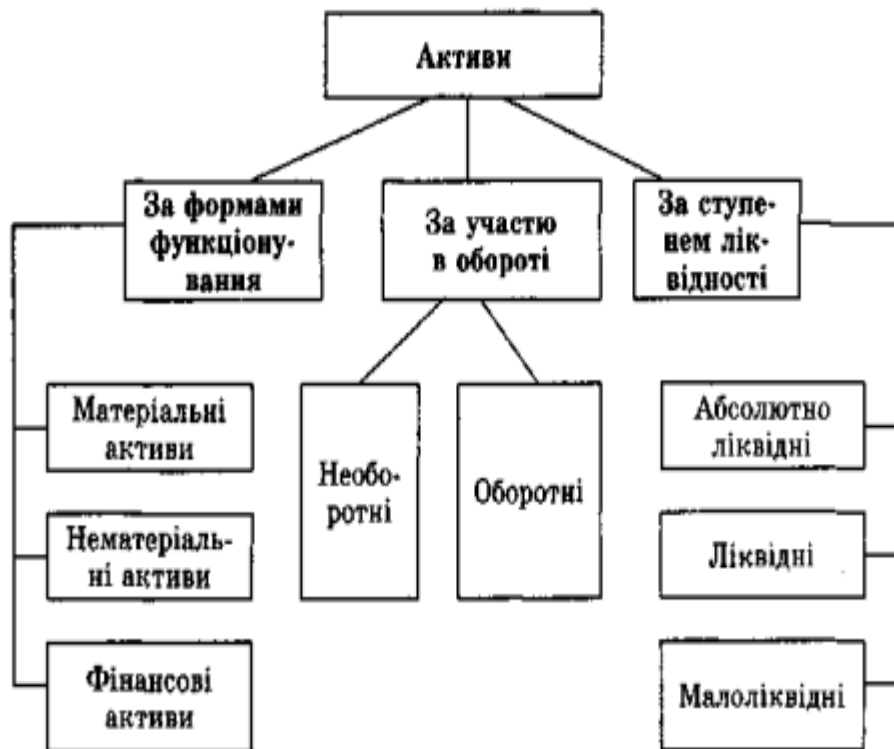 Активи
За формами
функціону-
вання
За участю
в обороті
За ступе-
нем лік-
відності
Матеріальні
активи
Нематеріаль-
ні активи
Фінансові
активи
Необо-
ротні
Оборотні
Абсолютно
ліквідні
Ліквідні
Малоліквідні